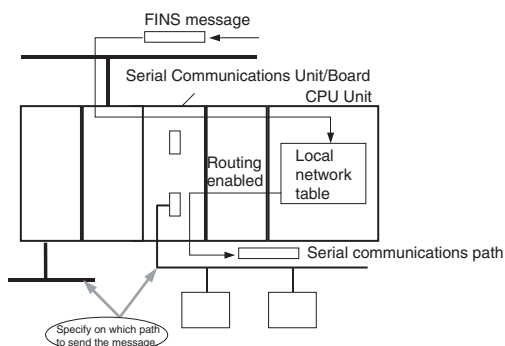 FINS message
Serial Communications Unit/Board
CPU Unit
Routing
enabled
Local
network
table
Serial communications path
Specify on which path
to send the message.